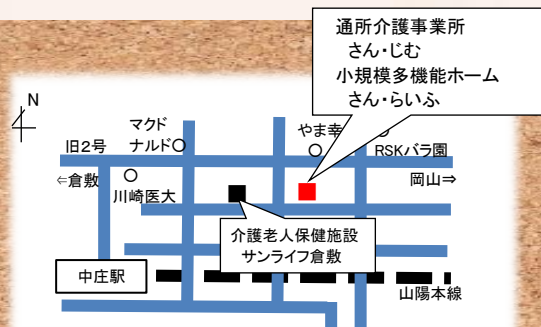 通所介護事業所
さん・じむ
小規模多機能ホーム
さん・らいふ
N
マクド
ナルド
やま幸
旧2号
RSKバラ園
⇐倉敷
川崎医大
岡山⇒
介護老人保健施設
サンライフ倉敷
中庄駅
山陽本線